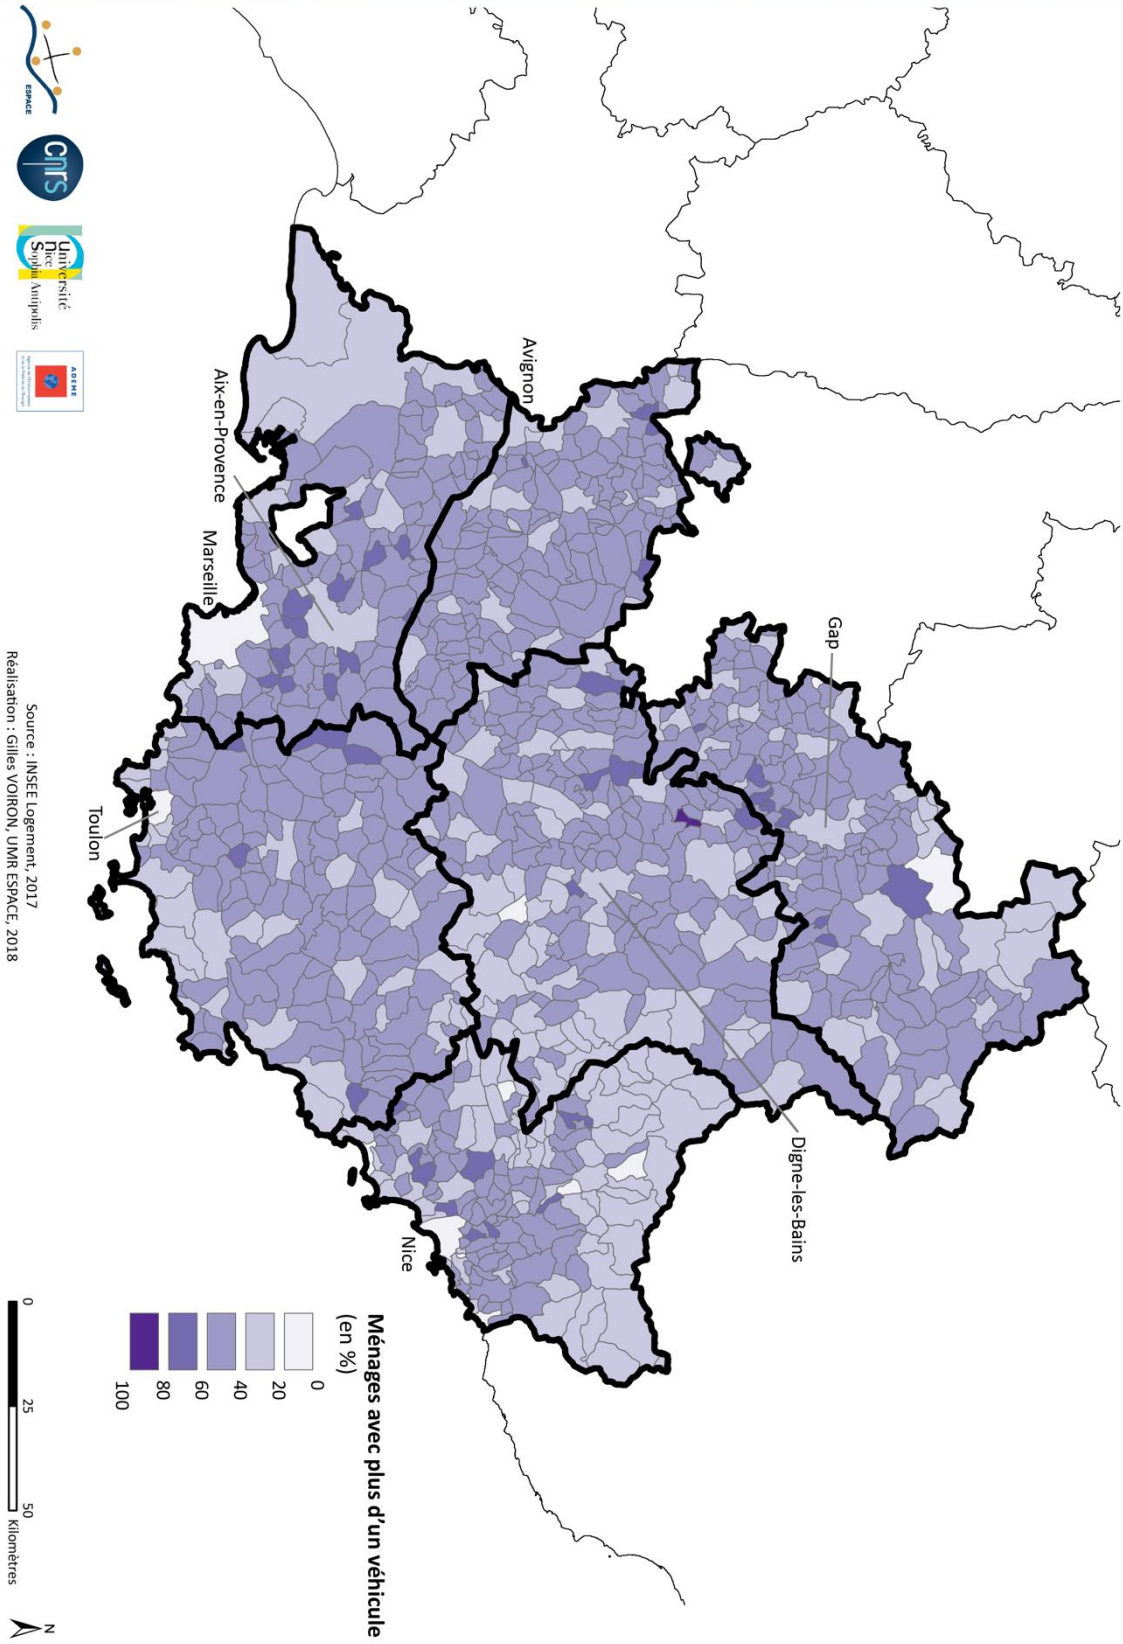 Gap
Digne-les-Bains
Avignon
Aix-en-Provence
Marseille
Toulon
Nice
Ménages avec plus d'un véhicule
(en %)
0
20
40
60
80
100
0 25 50 Kilomètres
N
Source : INSEE Logement, 2017
Réalisation : Gilles VOIRON, UMR ESPACE, 2018
ESPACE
cnrs
Université
nice
Sophia Antipolis
ADEME